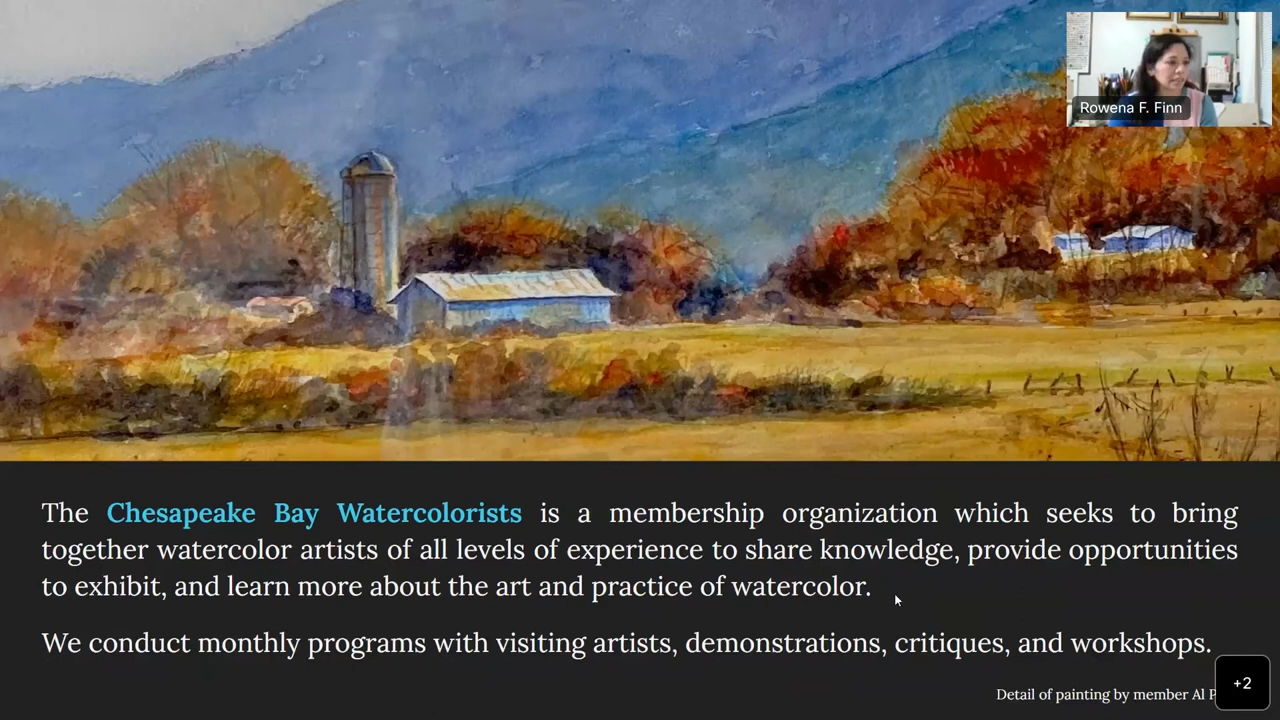 Rowena F. Finn
The Chesapeake Bay Watercolorists is a membership organization which seeks to bring
together watercolor artists of all levels of experience to share knowledge, provide opportunities
to exhibit, and learn more about the art and practice of watercolor.
We conduct monthly programs with visiting artists, demonstrations, critiques, and workshops.
Detail of painting by member Al
+2